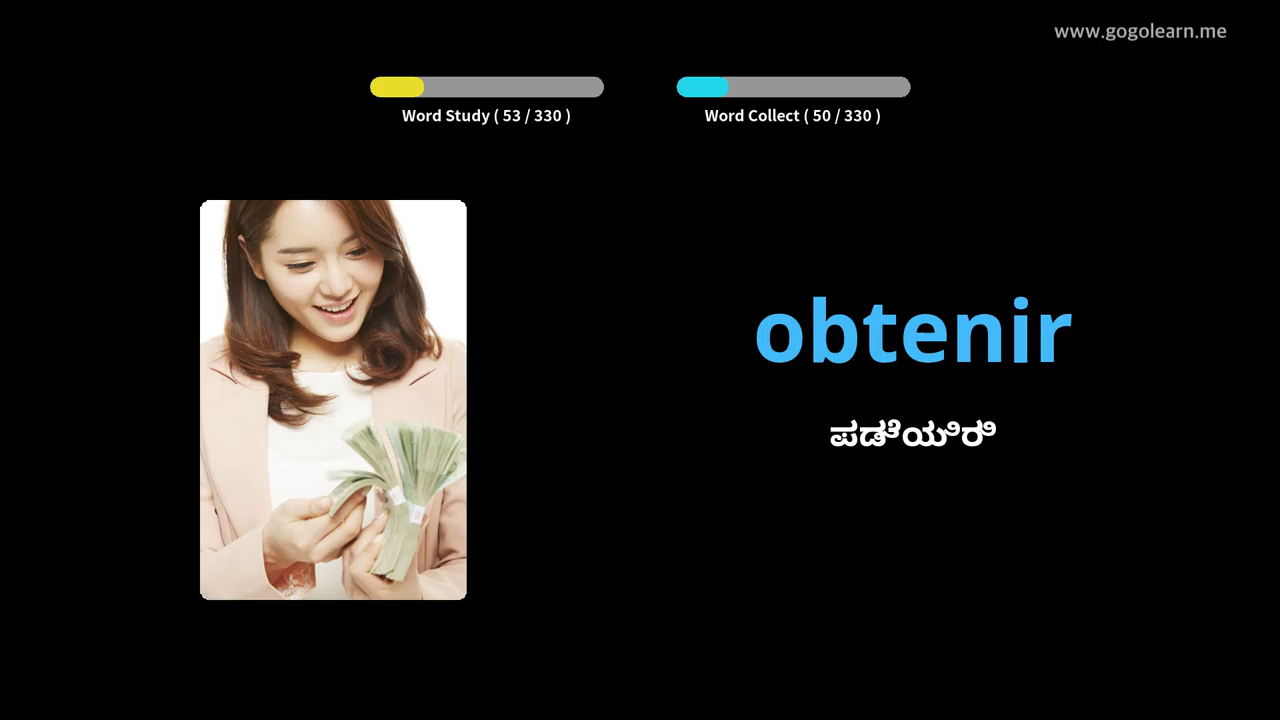 www.gogolearn.me
Word Study ( 53 / 330 )
Word Collect ( 50 / 330 )
obtenir
ಪಡೆಯಿರಿ